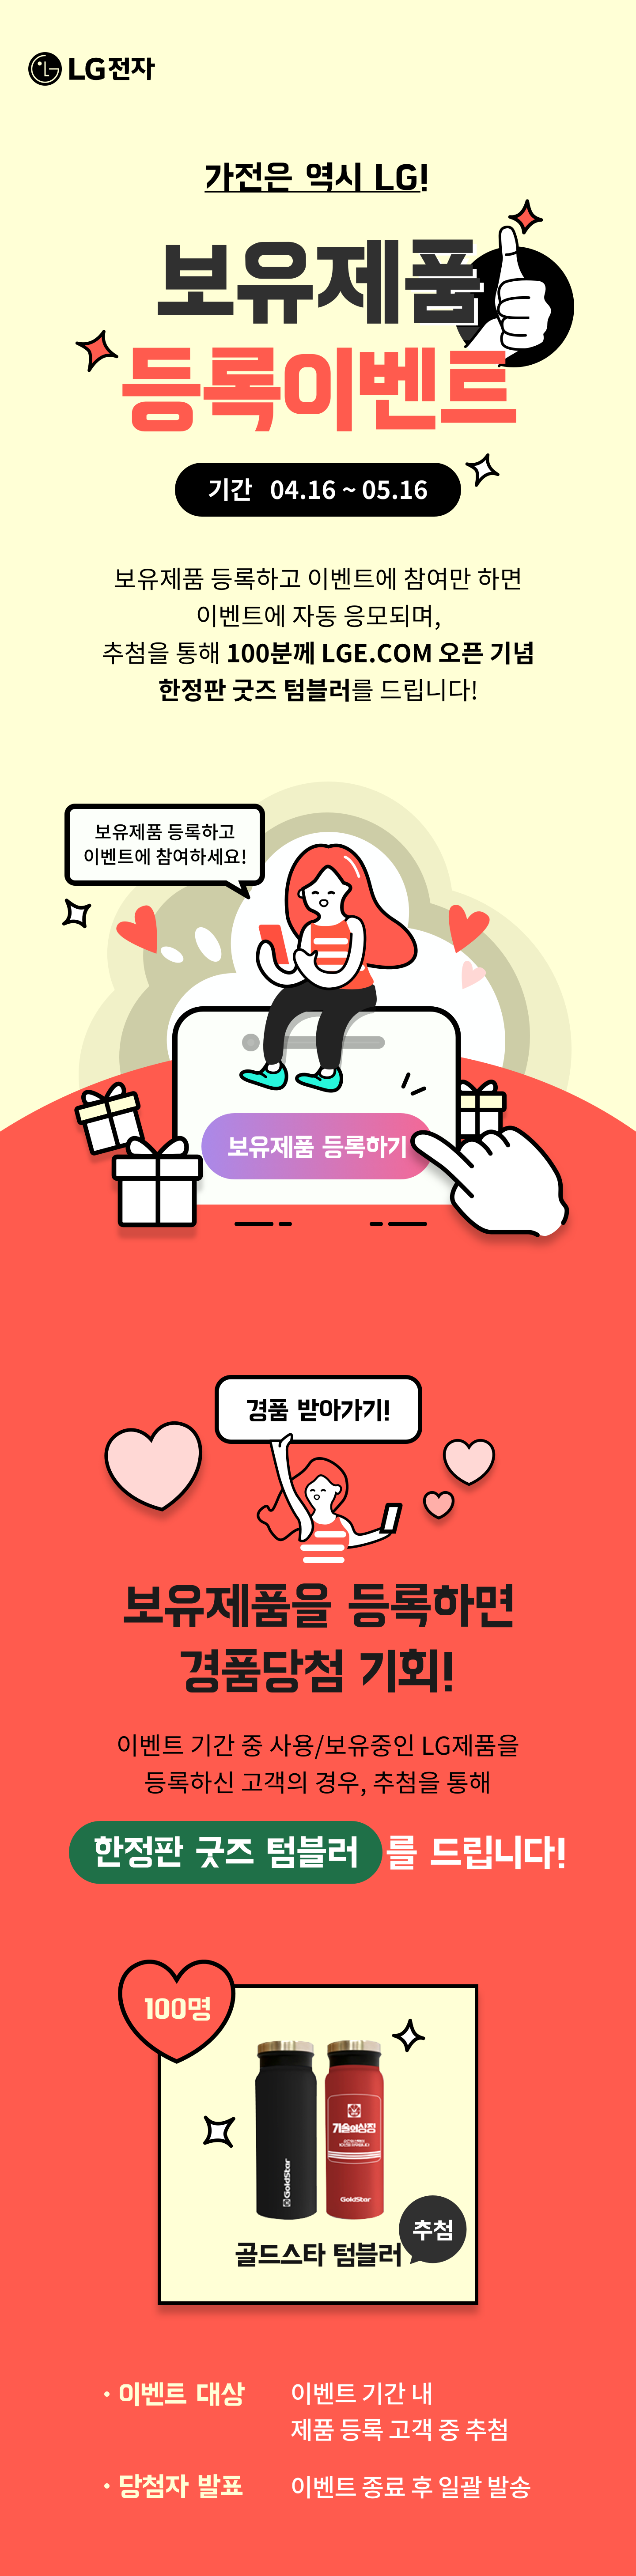 LG전자
가전은 역시 LG!
보유제품
등록이벤트
기간 04.16 ~ 05.16
보유제품 등록하고 이벤트에 참여만 하면
이벤트에 자동 응모되며,
추첨을 통해 100분께 LGE.COM 오픈 기념
한정판 굿즈 텀블러를 드립니다!
보유제품 등록하고
이벤트에 참여하세요!
보유제품 등록하기
경품 받아가기!
보유제품을 등록하면
경품당첨 기회!
이벤트 기간 중 사용/보유중인 LG제품을
등록하신 고객의 경우, 추첨을 통해
한정판 굿즈 텀블러를 드립니다!
100명
기술의상징
GoldStar
GoldStar
추첨
골드스타 텀블러
· 이벤트 대상 이벤트 기간 내
제품 등록 고객 중 추첨
· 당첨자 발표 이벤트 종료 후 일괄 발송